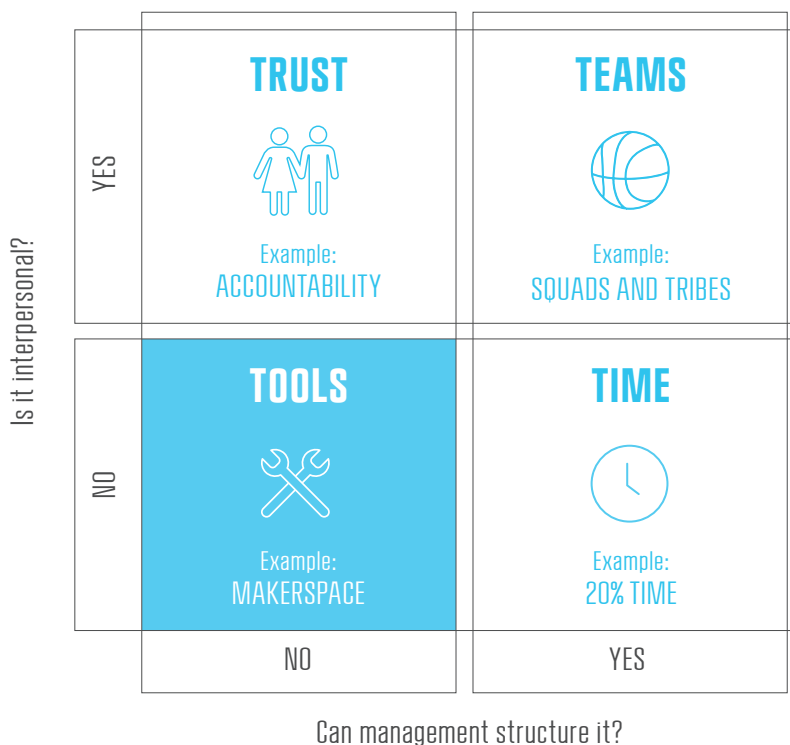 TRUST
Example:
ACCOUNTABILITY
TEAMS
Example:
SQUADS AND TRIBES
YES
Is it interpersonal?
TOOLS
Example:
MAKERSPACE
TIME
Example:
20% TIME
NO
NO
YES
Can management structure it?